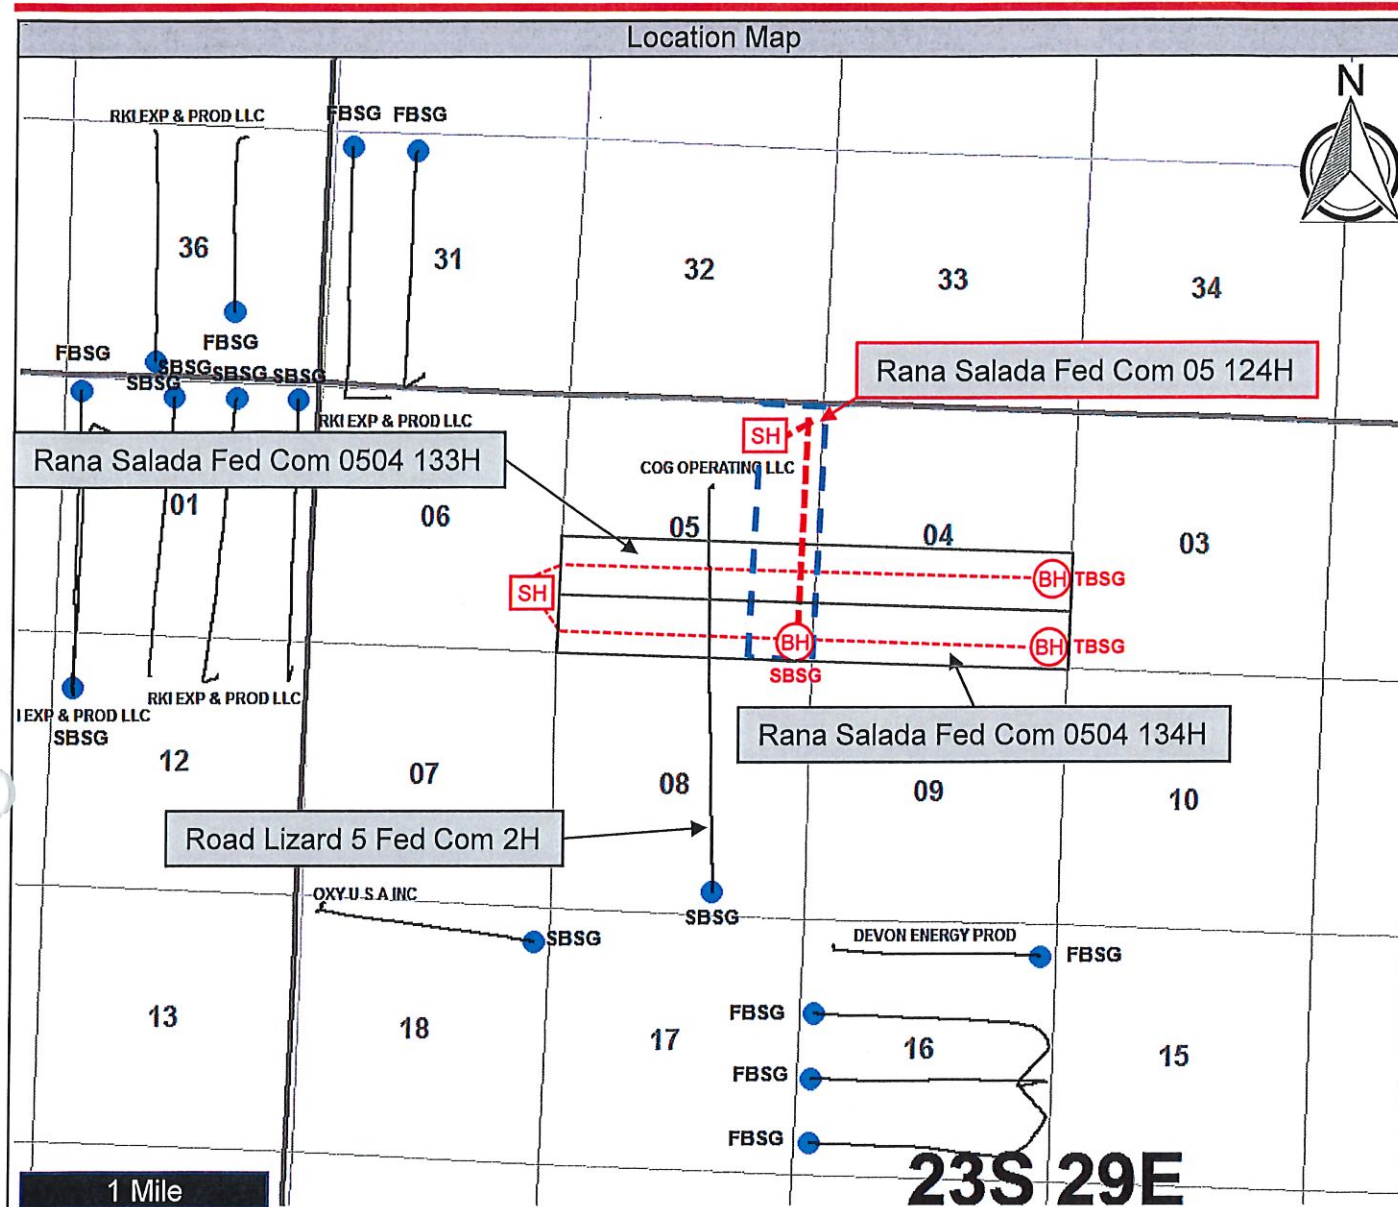 Location Map
N
RKI EXP & PROD LLC
FBSG
FBSG
36
31
32
33
34
FBSG
FBSG
SBSG
SBSG
SBSG
SBSG
Rana Salada Fed Com 05 124H
RKI EXP & PROD LLC
SH
Rana Salada Fed Com 0504 133H
COG OPERATING LLC
01
06
05
04
03
BH
TBSG
SH
BH
BH
TBSG
SBSG
RKI EXP & PROD LLC
I EXP & PROD LLC
SBSG
Rana Salada Fed Com 0504 134H
12
07
08
09
10
Road Lizard 5 Fed Com 2H
OXY U S A INC
SBSG
SBSG
DEVON ENERGY PROD
FBSG
13
18
17
FBSG
16
15
FBSG
FBSG
23S 29E
1 Mile